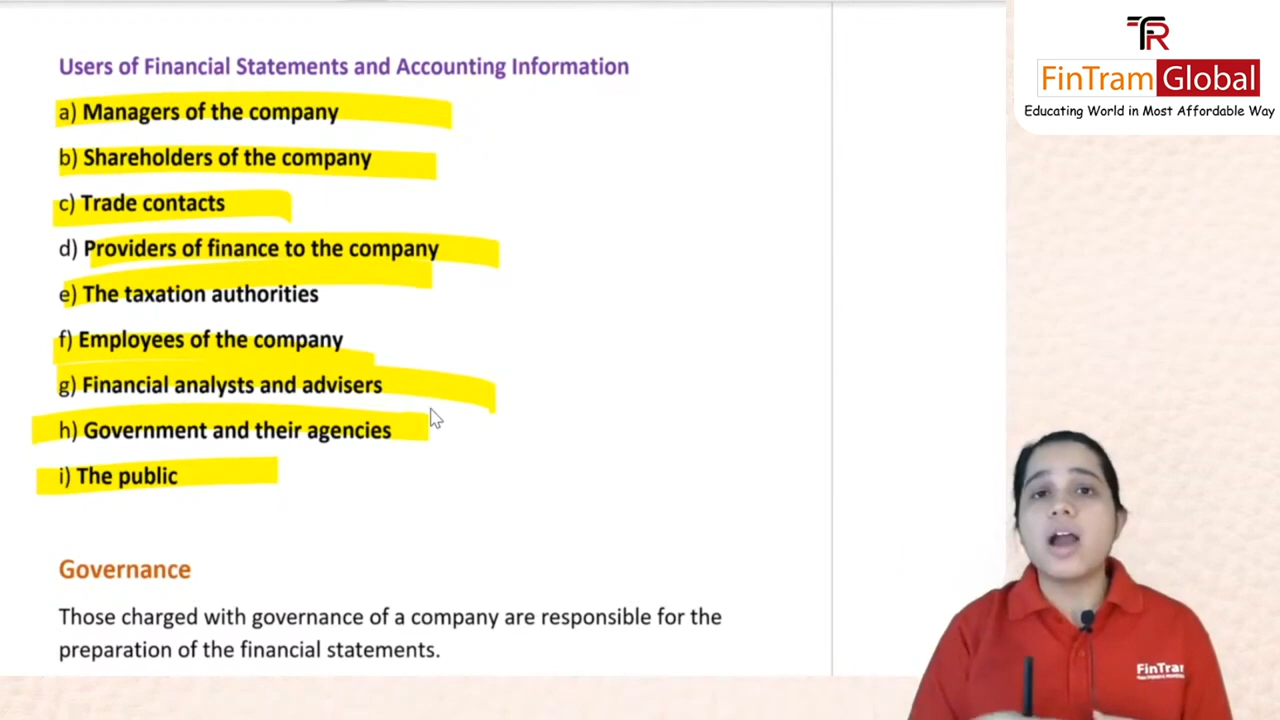 Users of Financial Statements and Accounting Information
a) Managers of the company
b) Shareholders of the company
c) Trade contacts
d) Providers of finance to the company
e) The taxation authorities
f) Employees of the company
g) Financial analysts and advisers
h) Government and their agencies
i) The public
Governance
Those charged with governance of a company are responsible for the
preparation of the financial statements.
FinTram Global
Educating World in Most Affordable Way
FinTra